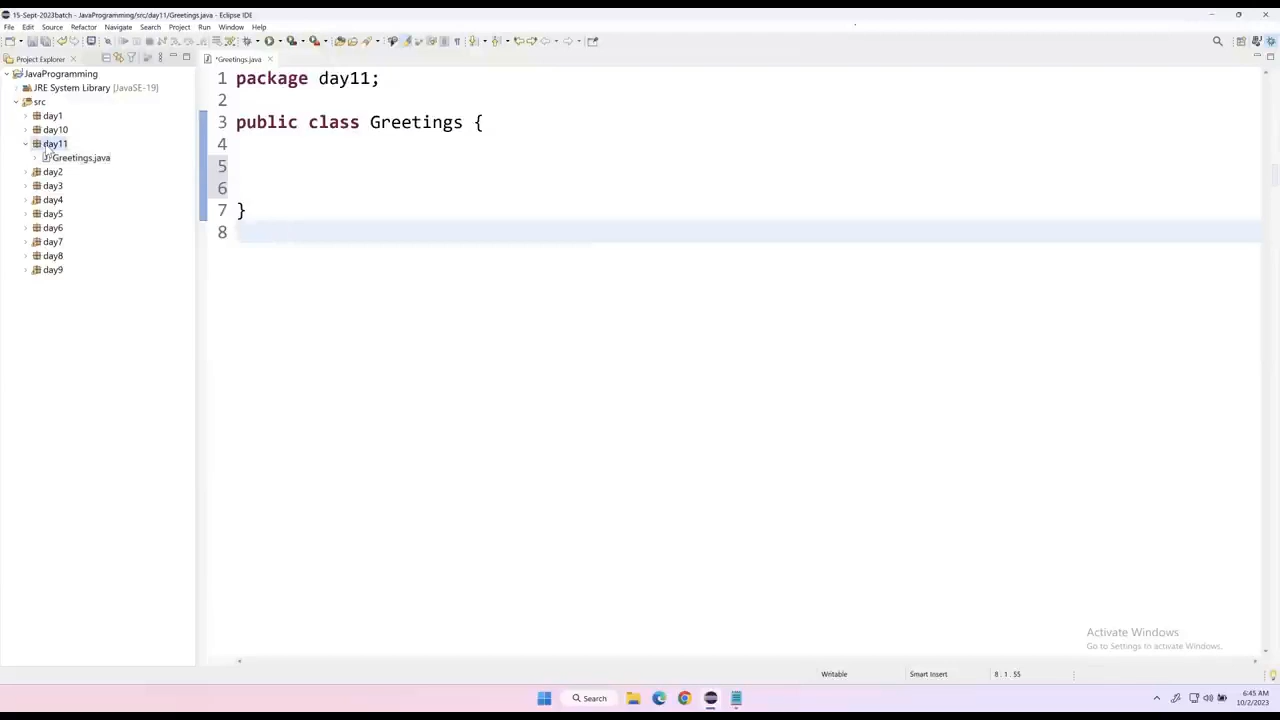 15-Sept-2023batch - JavaProgramming/src/day11/Greetings.java - Eclipse IDE
File Edit Source Refactor Navigate Search Project Run Window Help
Project Explorer
*Greetings.java
JavaProgramming
JRE System Library [JavaSE-19]
src
day1
day10
day11
Greetings.java
day2
day3
day4
day5
day6
day7
day8
day9
1 package day11;
2
3 public class Greetings {
4
5
6
7 }
8
Activate Windows
Go to Settings to activate Windows.
Writable Smart Insert 8 : 1 : 55
Search
6:45 AM
10/2/2023